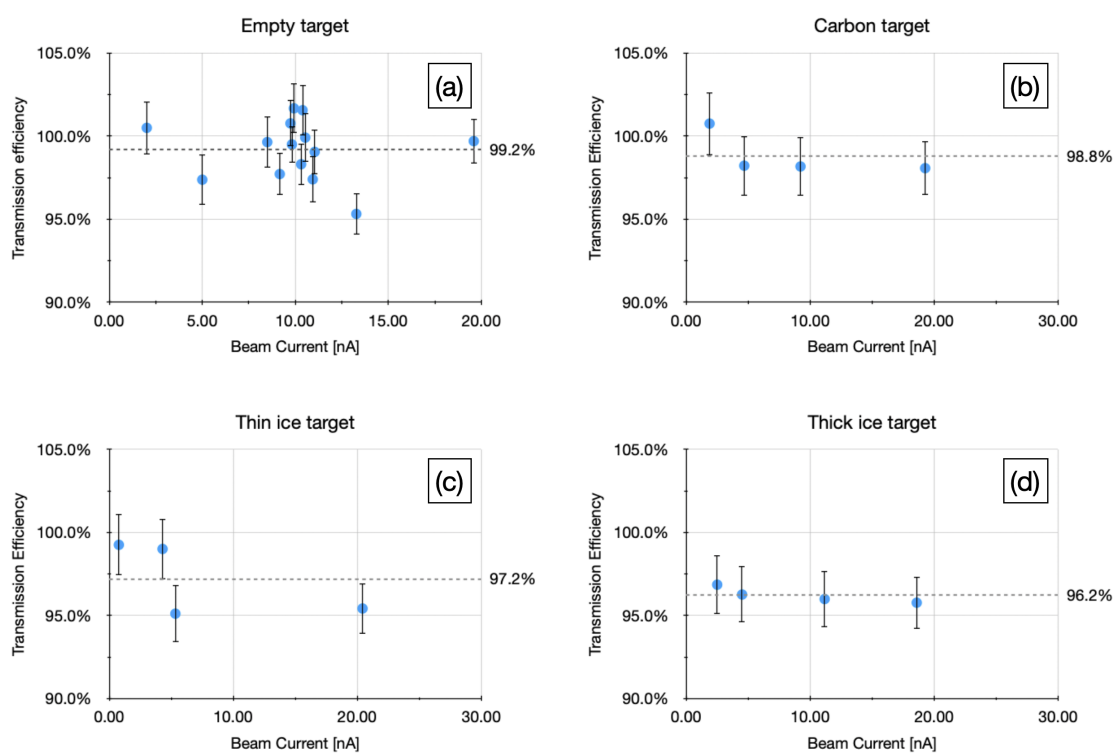 Empty target
(a)
Transmission efficiency
105.0%
100.0%
95.0%
90.0%
99.2%
0.00 5.00 10.00 15.00 20.00
Beam Current [nA]
Carbon target
(b)
Transmission Efficiency
105.0%
100.0%
95.0%
90.0%
98.8%
0.00 10.00 20.00 30.00
Beam Current [nA]
Thin ice target
(c)
Transmission Efficiency
105.0%
100.0%
95.0%
90.0%
97.2%
0.00 10.00 20.00 30.00
Beam Current [nA]
Thick ice target
(d)
Transmission Efficiency
105.0%
100.0%
95.0%
90.0%
96.2%
0.00 10.00 20.00 30.00
Beam Current [nA]